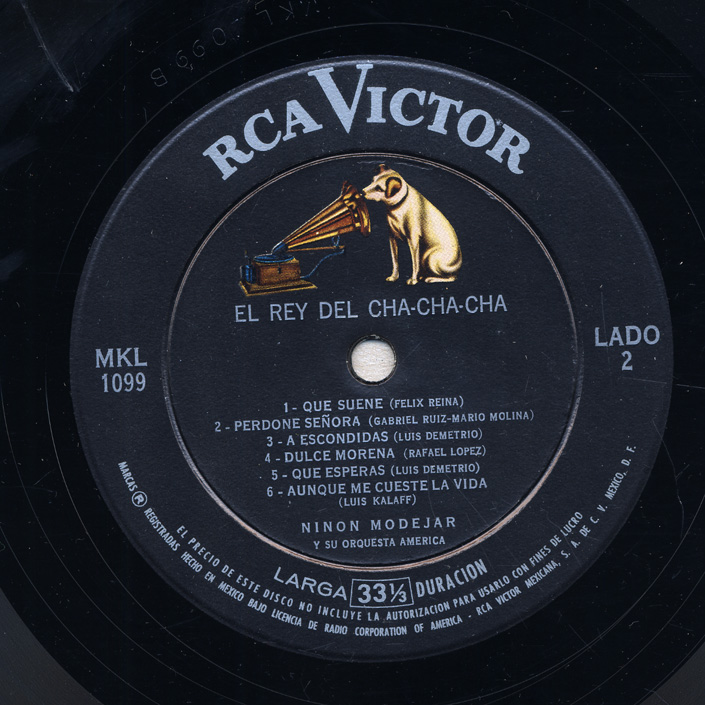 MKL 1099 S
RCA VICTOR
EL REY DEL CHA-CHA-CHA
MKL
1099
LADO
2
1 - QUE SUENE (FELIX REINA)
2 - PERDONE SEÑORA (GABRIEL RUIZ-MARIO MOLINA)
3 - A ESCONDIDAS (LUIS DEMETRIO)
4 - DULCE MORENA (RAFAEL LOPEZ)
5 - QUE ESPERAS (LUIS DEMETRIO)
6 - AUNQUE ME CUESTE LA VIDA
(LUIS KALAFF)
NINON MODEJAR
Y SU ORQUESTA AMERICA
LARGA 33⅓ DURACION
EL PRECIO DE ESTE DISCO NO INCLUYE LA AUTORIZACION PARA USARLO CON FINES DE LUCRO
MARCAS ® REGISTRADAS HECHO EN MEXICO BAJO LICENCIA DE RADIO CORPORATION OF AMERICA - RCA VICTOR MEXICANA, S. A. DE C. V. MEXICO, D. F.